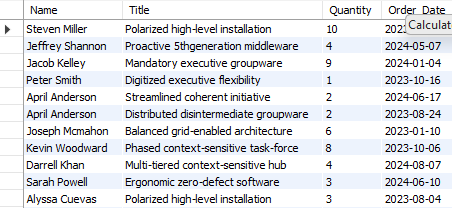 Name Title Quantity Order_Date
Steven Miller Polarized high-level installation 10 2023
Calculat
Jeffrey Shannon Proactive 5thgeneration middleware 4 2024-05-07
Jacob Kelley Mandatory executive groupware 9 2024-01-04
Peter Smith Digitized executive flexibility 1 2023-10-16
April Anderson Streamlined coherent initiative 2 2024-06-17
April Anderson Distributed disintermediate groupware 2 2023-08-24
Joseph Mcmahon Balanced grid-enabled architecture 6 2023-01-10
Kevin Woodward Phased context-sensitive task-force 8 2023-10-06
Darrell Khan Multi-tiered context-sensitive hub 4 2024-08-07
Sarah Powell Ergonomic zero-defect software 3 2024-06-10
Alyssa Cuevas Polarized high-level installation 3 2023-08-04